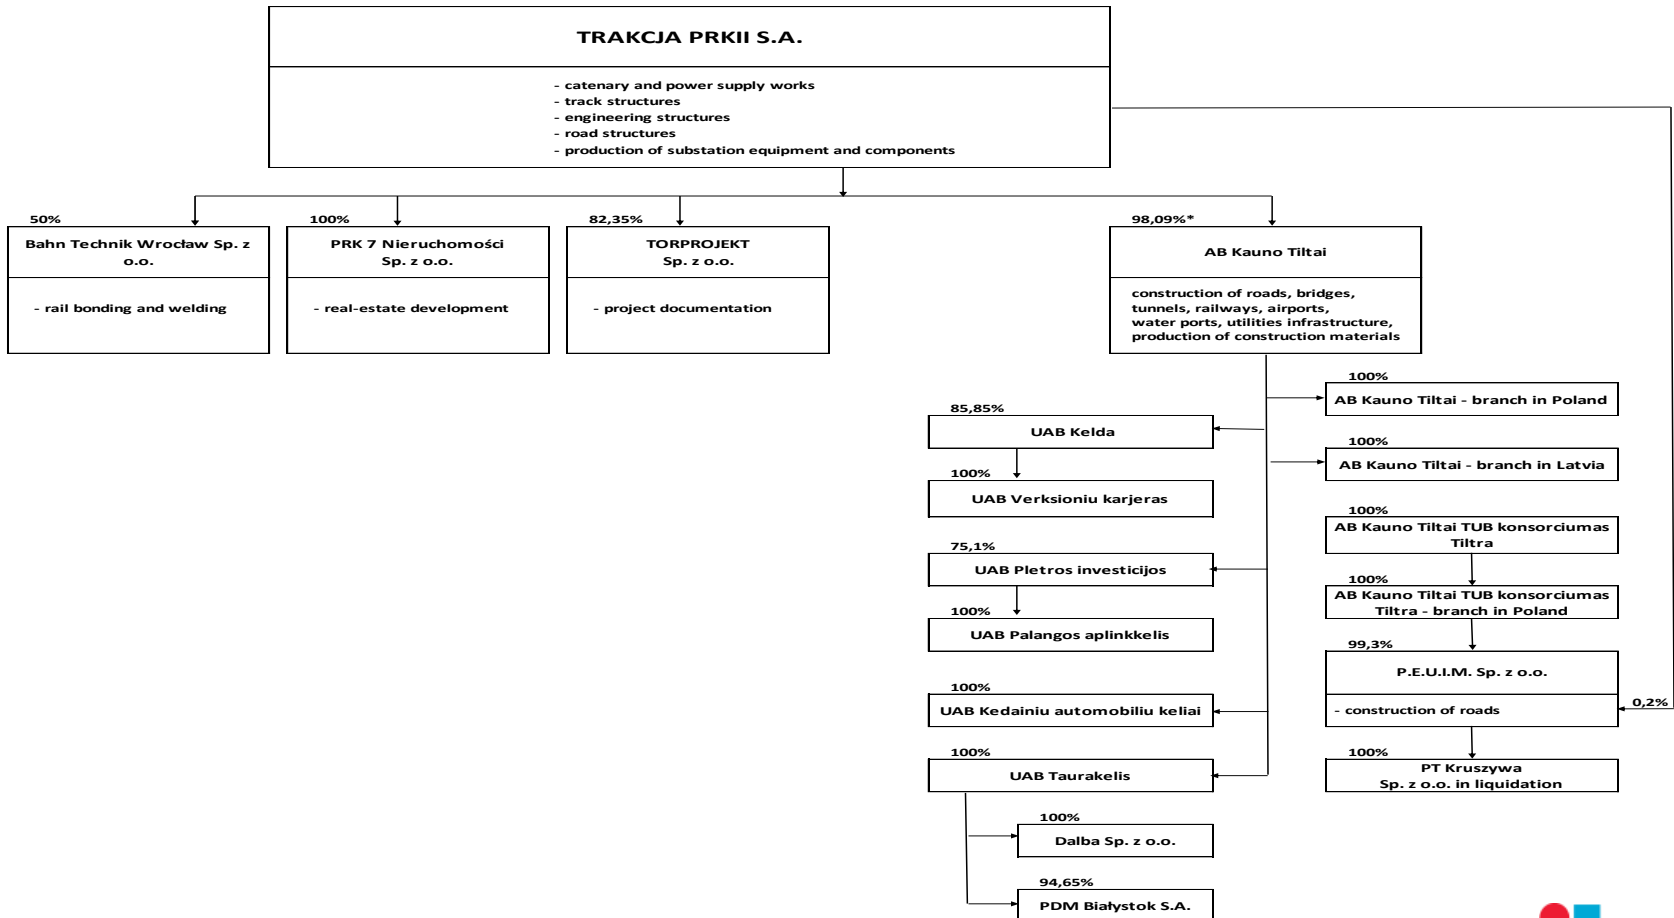 TRAKCJA PRKII S.A.
- catenary and power supply works
- track structures
- engineering structures
- road structures
- production of substation equipment and components
50%
Bahn Technik Wrocław Sp. z
o.o.
- rail bonding and welding
100%
PRK 7 Nieruchomości
Sp. z o.o.
- real-estate development
82,35%
TORPROJEKT
Sp. z o.o.
- project documentation
98,09%*
AB Kauno Tiltai
construction of roads, bridges,
tunnels, railways, airports,
water ports, utilities infrastructure,
production of construction materials
85,85%
UAB Kelda
100%
UAB Verksioniu karjeras
75,1%
UAB Pletros investicijos
100%
UAB Palangos aplinkkelis
100%
UAB Kedainiu automobiliu keliai
100%
UAB Taurakelis
100%
Dalba Sp. z o.o.
94,65%
PDM Białystok S.A.
100%
AB Kauno Tiltai - branch in Poland
100%
AB Kauno Tiltai - branch in Latvia
100%
AB Kauno Tiltai TUB konsorciumas
Tiltra
100%
AB Kauno Tiltai TUB konsorciumas
Tiltra - branch in Poland
99,3%
P.E.U.I.M. Sp. z o.o.
- construction of roads
0,2%
100%
PT Kruszywa
Sp. z o.o. in liquidation